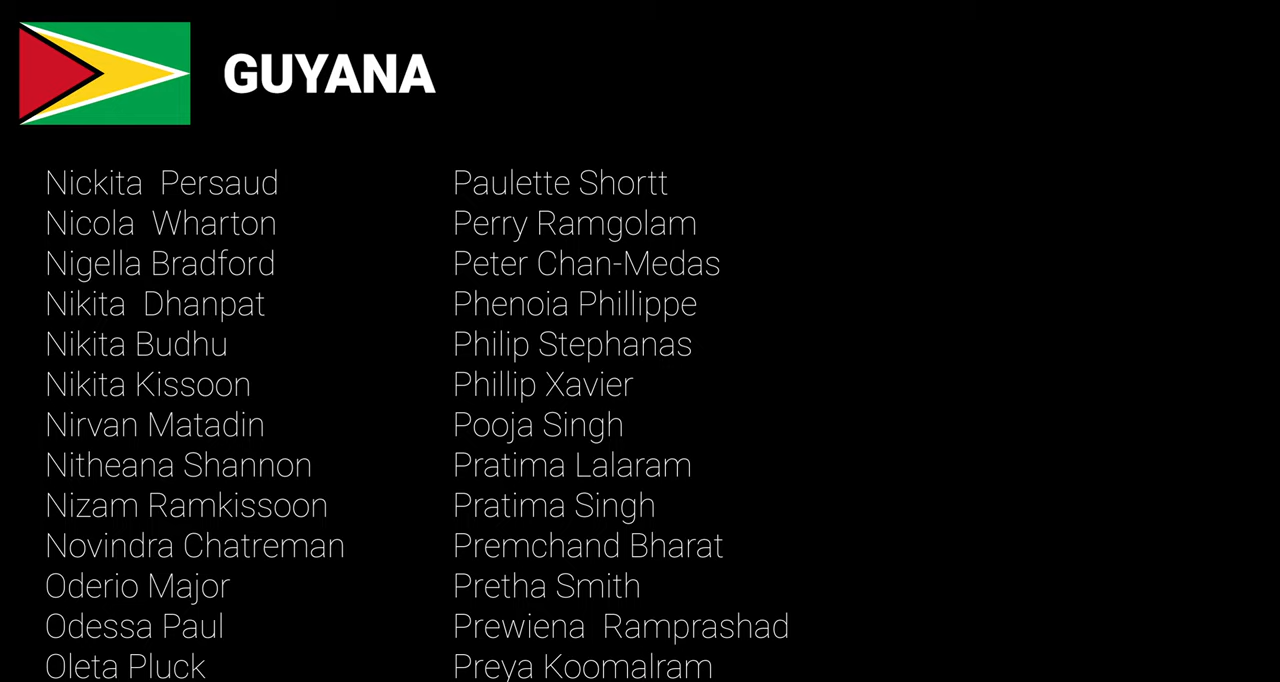 GUYANA
Nickita  Persaud
Nicola  Wharton
Nigella Bradford
Nikita  Dhanpat
Nikita Budhu
Nikita Kissoon
Nirvan Matadin
Nitheana Shannon
Nizam Ramkissoon
Novindra Chatreman
Oderio Major
Odessa Paul
Oleta Pluck
Paulette Shortt
Perry Ramgolam
Peter Chan-Medas
Phenoia Phillippe
Philip Stephanas
Phillip Xavier
Pooja Singh
Pratima Lalaram
Pratima Singh
Premchand Bharat
Pretha Smith
Prewiena  Ramprashad
Preya Koomalram